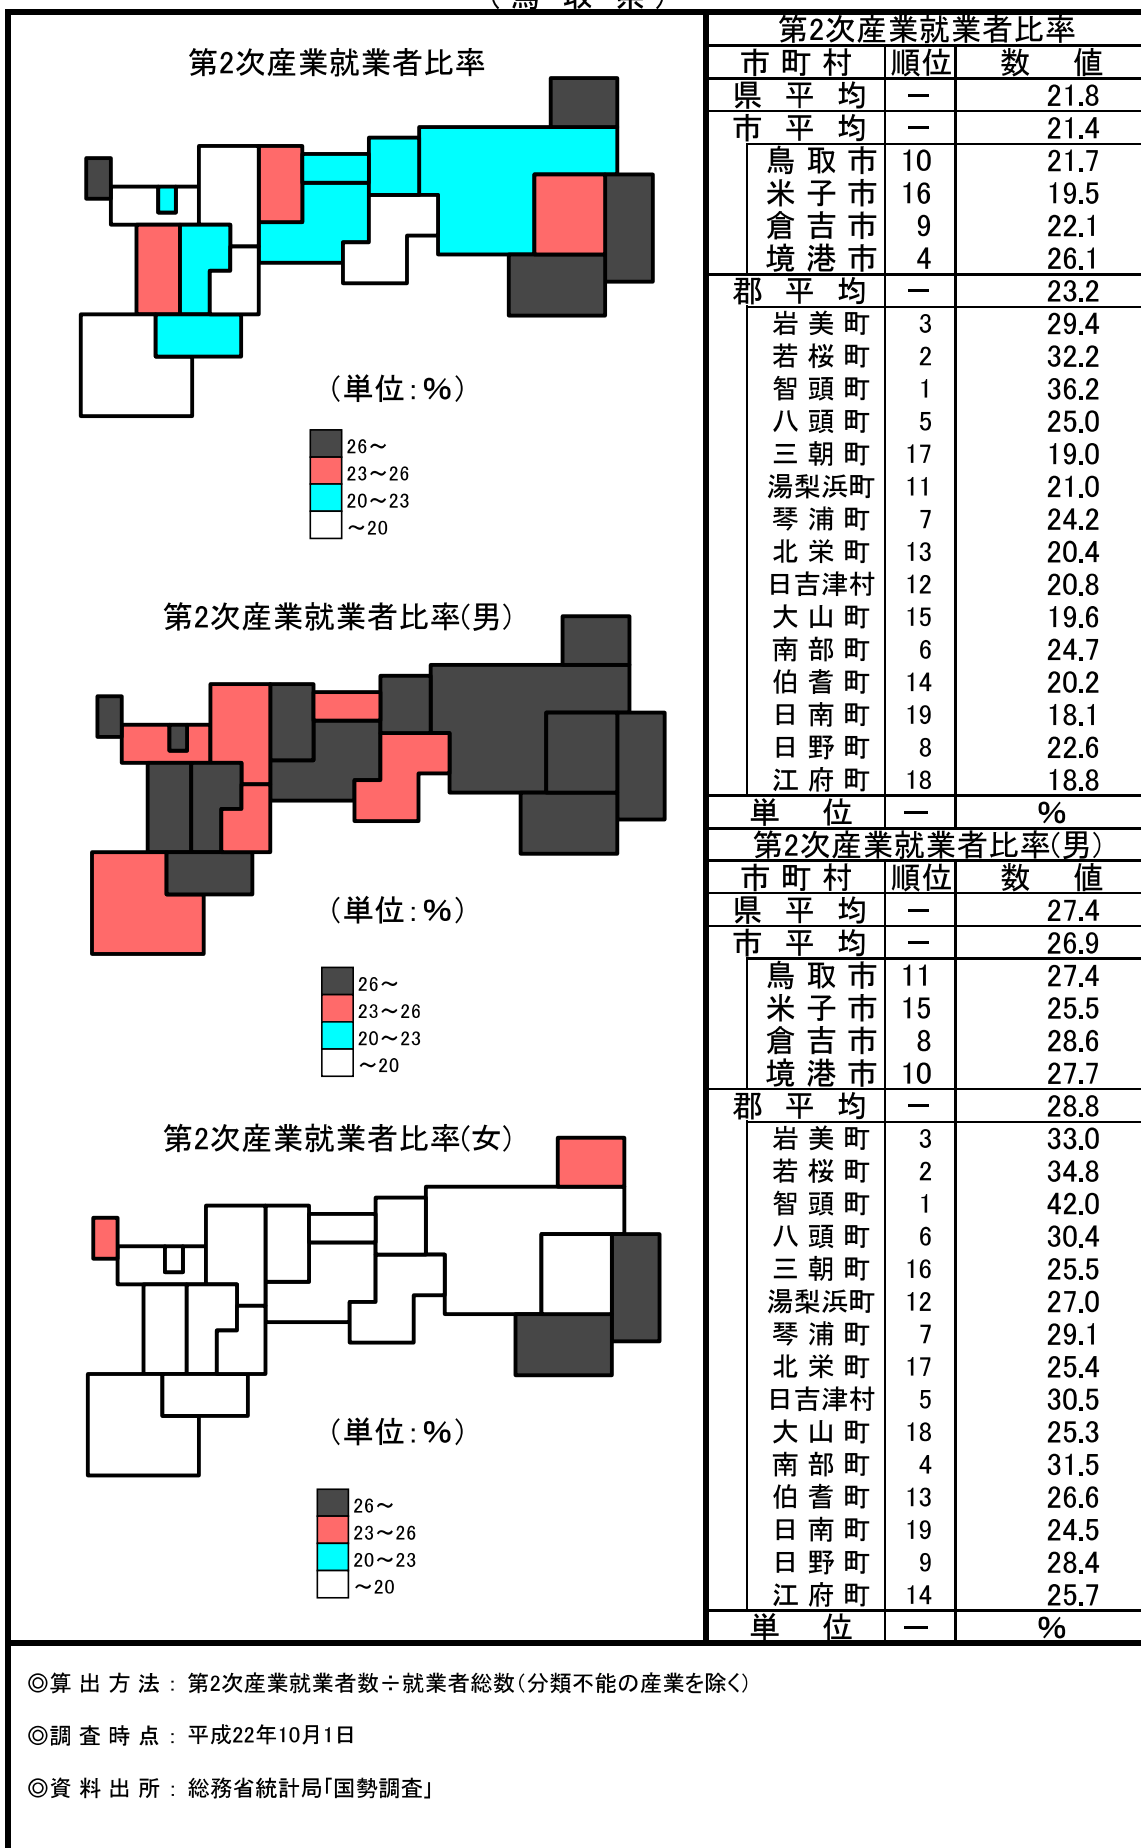 (鳥取県)
第2次産業就業者比率
(単位:%)
26~
23~26
20~23
~20
第2次産業就業者比率(男)
(単位:%)
26~
23~26
20~23
~20
第2次産業就業者比率(女)
(単位:%)
26~
23~26
20~23
~20
第2次産業就業者比率
市町村 順位 数値
県平均 - 21.8
市平均 - 21.4
鳥取市 10 21.7
米子市 16 19.5
倉吉市 9 22.1
境港市 4 26.1
郡平均 - 23.2
岩美町 3 29.4
若桜町 2 32.2
智頭町 1 36.2
八頭町 5 25.0
三朝町 17 19.0
湯梨浜町 11 21.0
琴浦町 7 24.2
北栄町 13 20.4
日吉津村 12 20.8
大山町 15 19.6
南部町 6 24.7
伯耆町 14 20.2
日南町 19 18.1
日野町 8 22.6
江府町 18 18.8
単位 - %
第2次産業就業者比率(男)
市町村 順位 数値
県平均 - 27.4
市平均 - 26.9
鳥取市 11 27.4
米子市 15 25.5
倉吉市 8 28.6
境港市 10 27.7
郡平均 - 28.8
岩美町 3 33.0
若桜町 2 34.8
智頭町 1 42.0
八頭町 6 30.4
三朝町 16 25.5
湯梨浜町 12 27.0
琴浦町 7 29.1
北栄町 17 25.4
日吉津村 5 30.5
大山町 18 25.3
南部町 4 31.5
伯耆町 13 26.6
日南町 19 24.5
日野町 9 28.4
江府町 14 25.7
単位 - %
◎算出方法:第2次産業就業者数÷就業者総数(分類不能の産業を除く)
◎調査時点:平成22年10月1日
◎資料出所:総務省統計局「国勢調査」